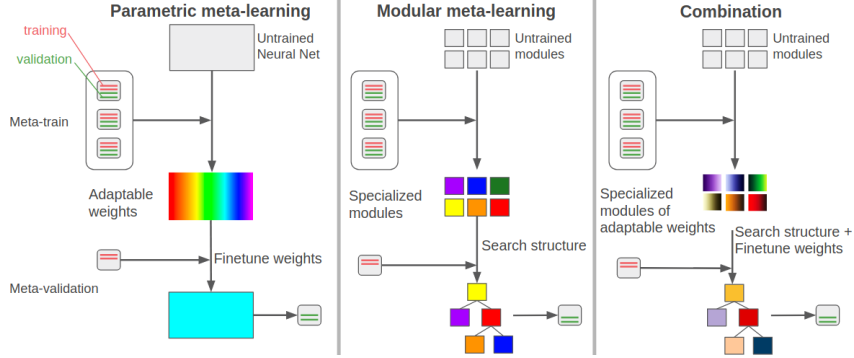 Parametric meta-learning
training
validation
Untrained
Neural Net
Meta-train
Adaptable
weights
Finetune weights
Meta-validation
Modular meta-learning
Untrained
modules
Specialized
modules
Search structure
Combination
Untrained
modules
Specialized
modules of
adaptable weights
Search structure +
Finetune weights